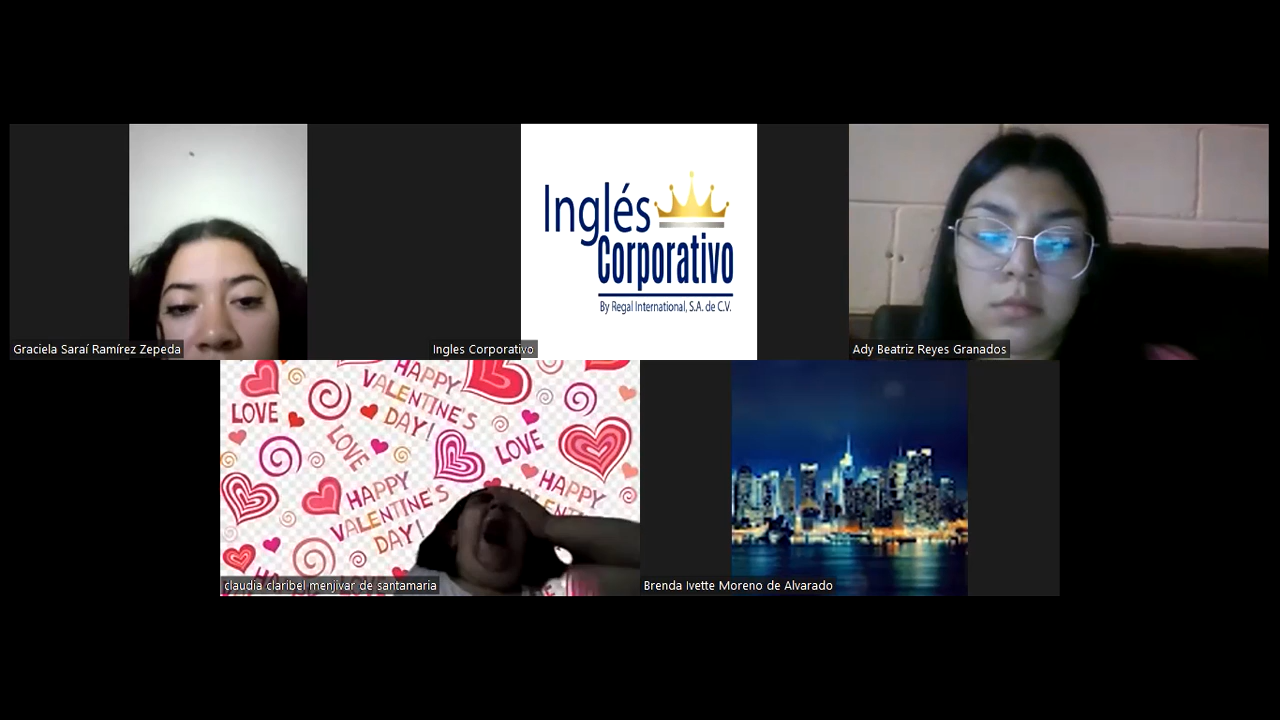 Inglés
Corporativo
By Regal International, S.A. de C.V.
Graciela Saraí Ramírez Zepeda
Ingles Corporativo
Ady Beatriz Reyes Granados
HAPPY
VALENTINE'S
DAY!
LOVE
LOVE
LOVE
HAPPY
VALENTINE'S
DAY!
HAPPY
claudia claribel menjivar de santamaria
Brenda Ivette Moreno de Alvarado